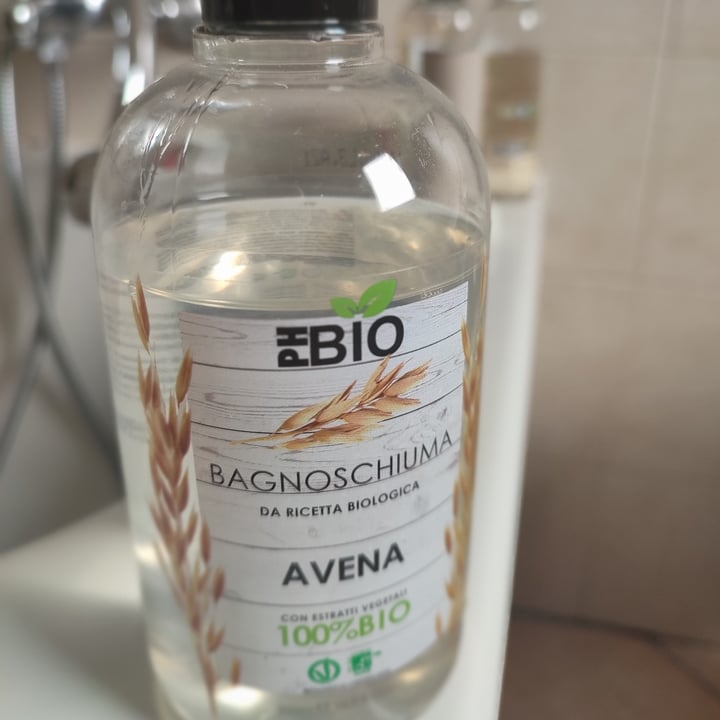 PH BIO
BAGNOSCHIUMA
DA RICETTA BIOLOGICA
AVENA
CON ESTRATTI VEGETALI
100% BIO